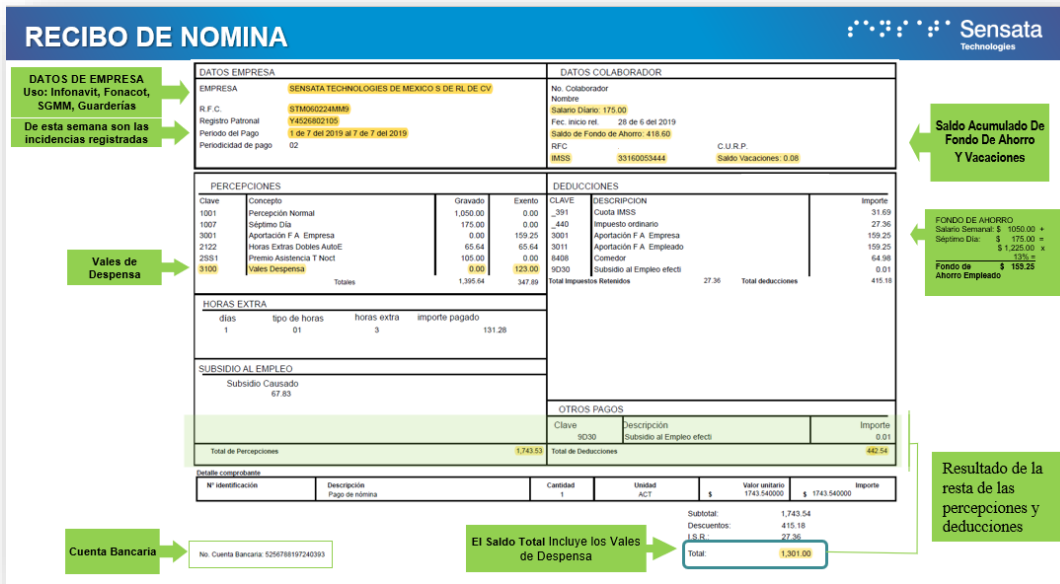 RECIBO DE NOMINA
Sensata
Technologies
DATOS DE EMPRESA
Uso: Infonavit, Fonacot,
SGMM, Guarderías
De esta semana son las
incidencias registradas
DATOS EMPRESA
EMPRESA SENSATA TECHNOLOGIES DE MEXICO S DE RL DE CV
R.F.C. STM060224MM9
Registro Patronal Y4526802105
Periodo del Pago 1 de 7 del 2019 al 7 de 7 del 2019
Periodicidad de pago 02
DATOS COLABORADOR
No. Colaborador
Nombre
Salario Díario: 175.00
Fec. inicio rel. 28 de 6 del 2019
Saldo de Fondo de Ahorro: 418.60
RFC C.U.R.P.
IMSS 33160053444 Saldo Vacaciones: 0.08
Saldo Acumulado De
Fondo De Ahorro
Y Vacaciones
PERCEPCIONES
Clave Concepto Gravado Exento
1001 Percepción Normal 1,050.00 0.00
1007 Séptimo Día 175.00 0.00
3001 Aportación F A Empresa 0.00 159.25
2122 Horas Extras Dobles AutoE 65.64 65.64
2SS1 Premio Asistencia T Noct 105.00 0.00
3100 Vales Despensa 0.00 123.00
Totales 1,395.64 347.89
Vales de
Despensa
DEDUCCIONES
CLAVE DESCRIPCION Importe
_391 Cuota IMSS 31.69
_440 Impuesto ordinario 27.36
3001 Aportación F A Empresa 159.25
3011 Aportación F A Empleado 159.25
8408 Comedor 64.98
9D30 Subsidio al Empleo efecti 0.01
Total Impuestos Retenidos 27.36 Total deducciones 415.18
FONDO DE AHORRO
Salario Semanal: $ 1050.00 +
Séptimo Día: $ 175.00 =
$ 1,225.00 x
13% =
Fondo de $ 159.25
Ahorro Empleado
HORAS EXTRA
días tipo de horas horas extra importe pagado
1 01 3 131.28
SUBSIDIO AL EMPLEO
Subsidio Causado
67.83
OTROS PAGOS
Clave Descripción Importe
9D30 Subsidio al Empleo efecti 0.01
Total de Percepciones 1,743.53 Total de Deducciones 442.54
Detalle comprobante
Nº identificación Descripción Cantidad Unidad Valor unitario Importe
Pago de nómina 1 ACT $ 1743.540000 $ 1743.540000
Subtotal: 1,743.54
Descuentos: 415.18
I.S.R.: 27.36
Total: 1,301.00
Resultado de la
resta de las
percepciones y
deducciones
El Saldo Total Incluye los Vales
de Despensa
Cuenta Bancaria
No. Cuenta Bancaria: 5256788197240393